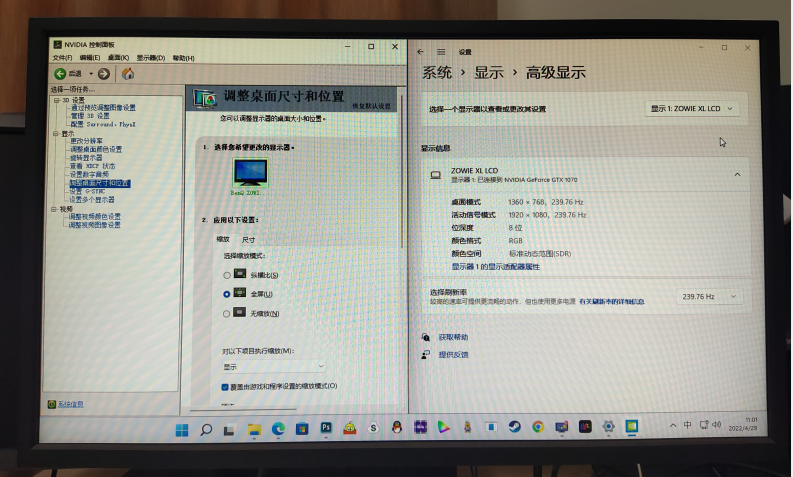 NVIDIA 控制面板
文件(F) 编辑(E) 桌面(K) 显示器(D) 帮助(H)
后退
选择一项任务...
3D 设置
通过预览调整图像设置
管理 3D 设置
配置 Surround、PhysX
显示
更改分辨率
调整桌面颜色设置
旋转显示器
查看 HDCP 状态
设置数字音频
调整桌面尺寸和位置
设置 G-SYNC
设置多个显示器
视频
调整视频颜色设置
调整视频图像设置
系统信息
调整桌面尺寸和位置
恢复默认设置
您可以调整显示器的桌面大小和位置。
1. 选择您希望更改的显示器。
BenQ ZOWI...
2. 应用以下设置:
缩放 尺寸
选择缩放模式:
纵横比(S)
全屏(U)
无缩放(N)
对以下项目执行缩放(M):
显示
覆盖由游戏和程序设置的缩放模式(O)
设置
系统 › 显示 › 高级显示
选择一个显示器以查看或更改其设置
显示 1: ZOWIE XL LCD
显示信息
ZOWIE XL LCD
显示器 1: 已连接到 NVIDIA GeForce GTX 1070
桌面模式 1360 × 768, 239.76 Hz
活动信号模式 1920 × 1080, 239.76 Hz
位深度 8 位
颜色格式 RGB
颜色空间 标准动态范围(SDR)
显示器 1 的显示适配器属性
选择刷新率
较高的速率可提供更流畅的动作，但也使用更多电源 有关刷新率的详细信息
239.76 Hz
获取帮助
提供反馈
Ps
S
中
11:01
2022/4/28